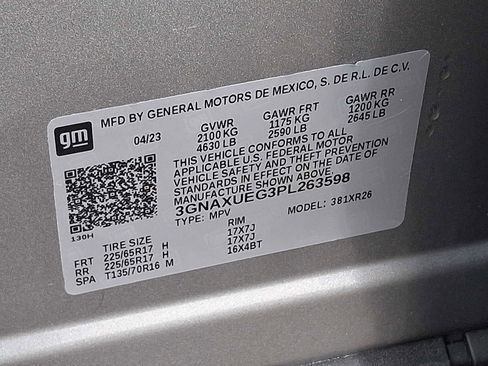 gm
MFD BY GENERAL MOTORS DE MEXICO, S. DE R.L. DE C.V.
04/23 GVWR GAWR FRT GAWR RR
2100 KG 1175 KG 1200 KG
4630 LB 2590 LB 2645 LB
THIS VEHICLE CONFORMS TO ALL
APPLICABLE U.S. FEDERAL MOTOR
VEHICLE SAFETY AND THEFT PREVENTION
STANDARDS IN EFFECT ON THE DATE OF
MANUFACTURE SHOWN ABOVE.
3GNAXUEG3PL263598
TYPE: MPV MODEL: 381XR26
130H
TIRE SIZE RIM
FRT 225/65R17 H 17X7J
RR 225/65R17 H 17X7J
SPA T135/70R16 M 16X4BT